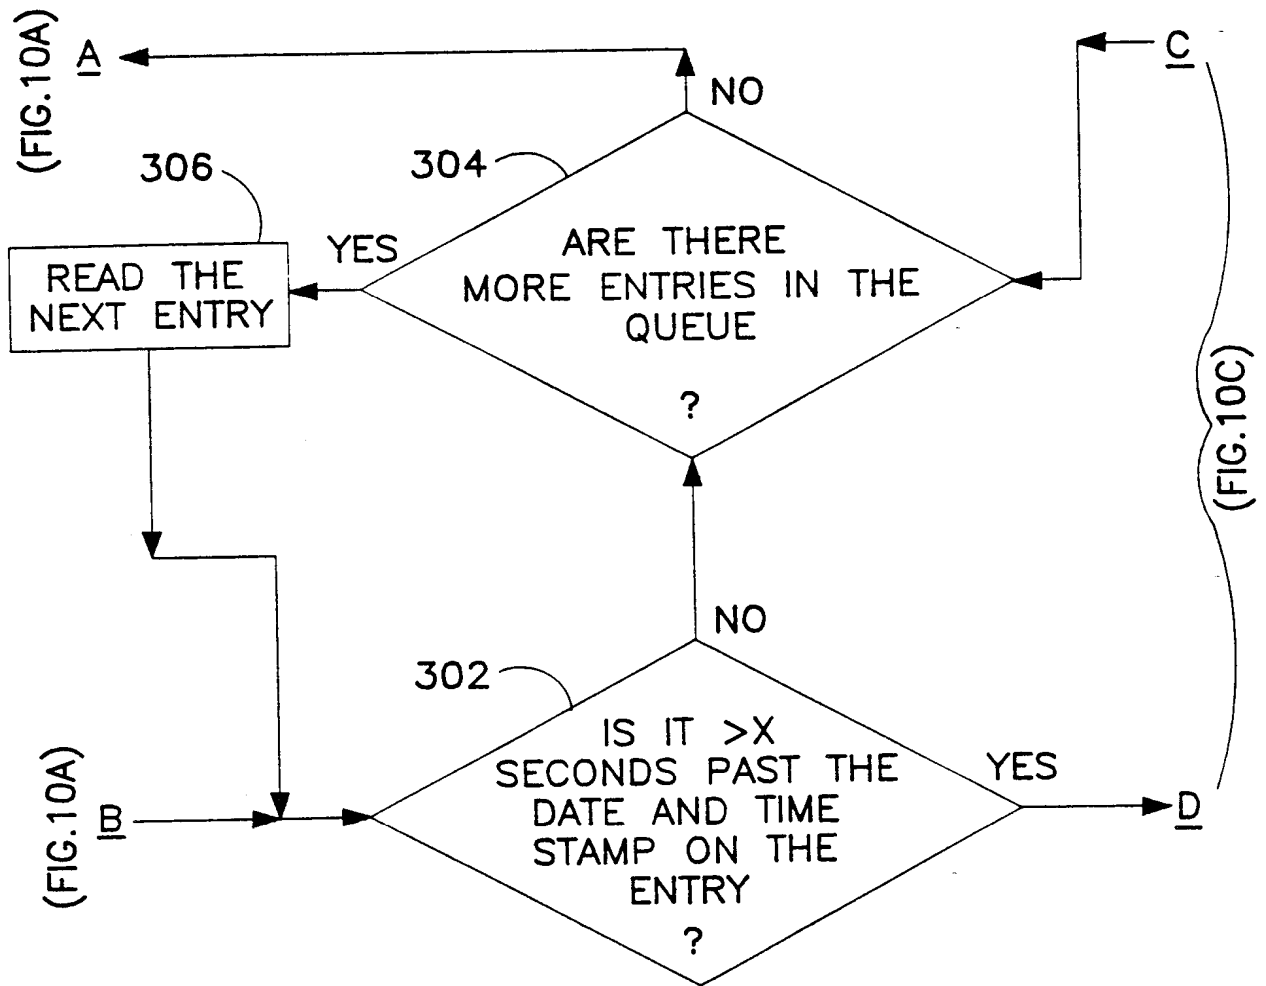 (FIG.10A)
A
C
NO
304
306
YES
ARE THERE
MORE ENTRIES IN THE
QUEUE
?
READ THE
NEXT ENTRY
(FIG.10C)
NO
302
IS IT >X
SECONDS PAST THE
DATE AND TIME
STAMP ON THE
ENTRY
?
YES
(FIG.10A)
B
D